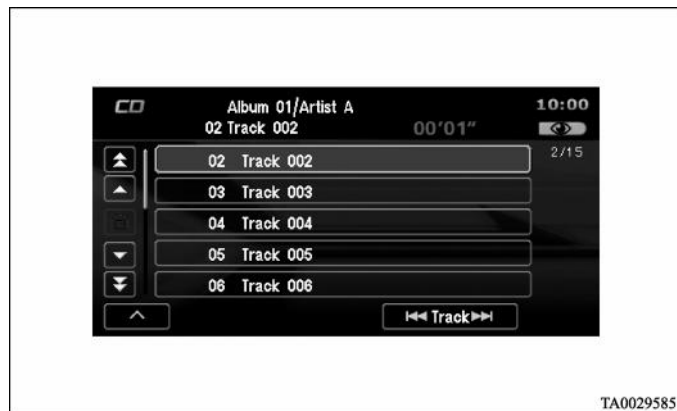 CD
Album 01/Artist A
10:00
02 Track 002
00'01"
2/15
02 Track 002
03 Track 003
04 Track 004
05 Track 005
06 Track 006
Track
TA0029585